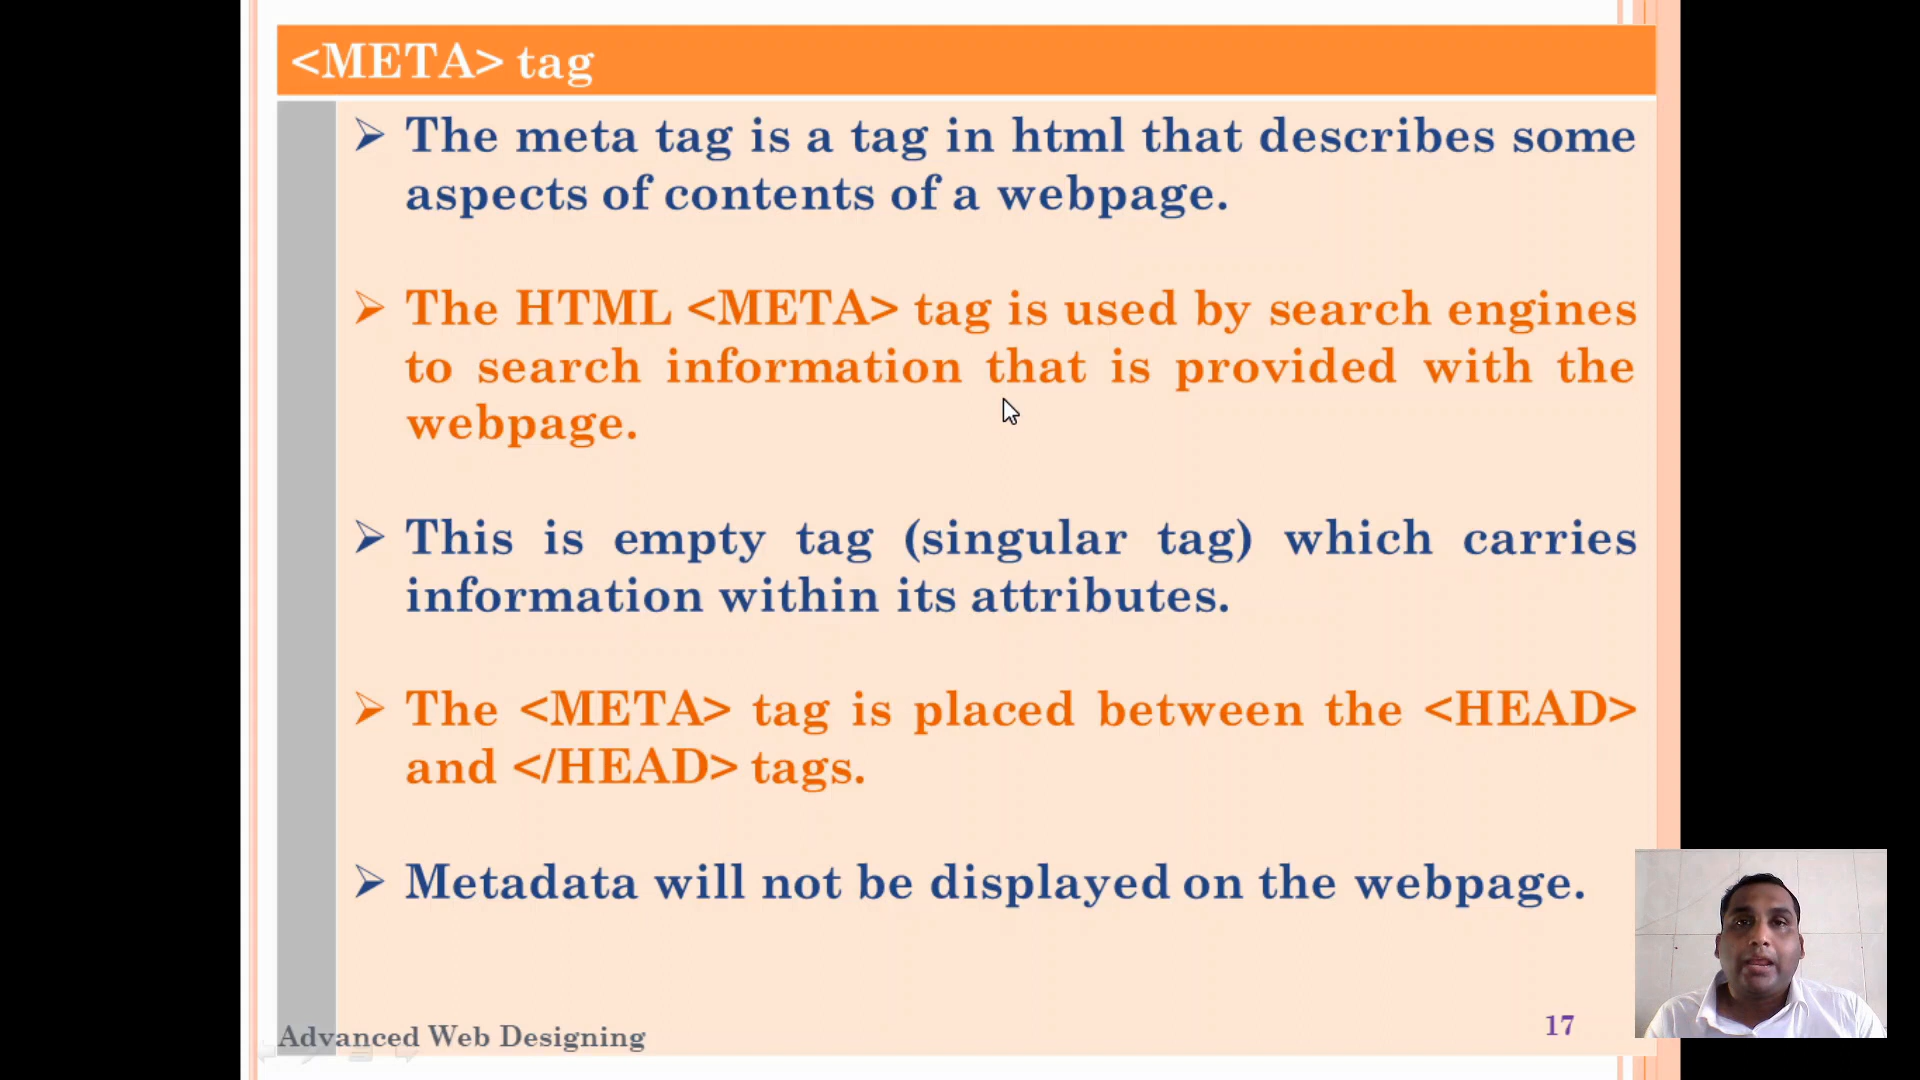 <META> tag
The meta tag is a tag in html that describes some
aspects of contents of a webpage.
The HTML <META> tag is used by search engines
to search information that is provided with the
webpage.
This is empty tag (singular tag) which carries
information within its attributes.
The <META> tag is placed between the <HEAD>
and </HEAD> tags.
Metadata will not be displayed on the webpage.
Advanced Web Designing
17